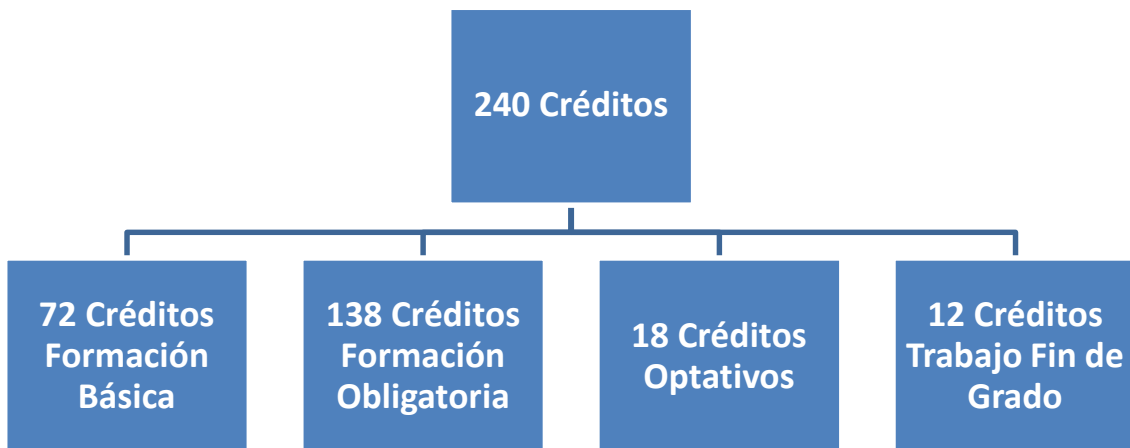 240 Créditos
72 Créditos
Formación
Básica
138 Créditos
Formación
Obligatoria
18 Créditos
Optativos
12 Créditos
Trabajo Fin de
Grado